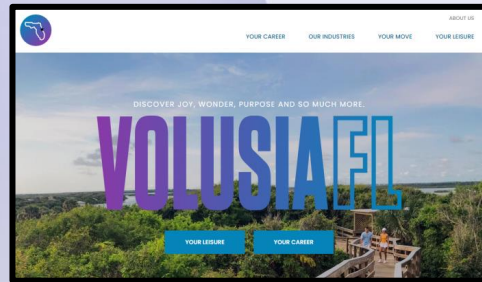 ABOUT US
YOUR CAREER OUR INDUSTRIES YOUR MOVE YOUR LEISURE
DISCOVER JOY, WONDER, PURPOSE AND SO MUCH MORE.
VOLUSIAFL
YOUR LEISURE YOUR CAREER